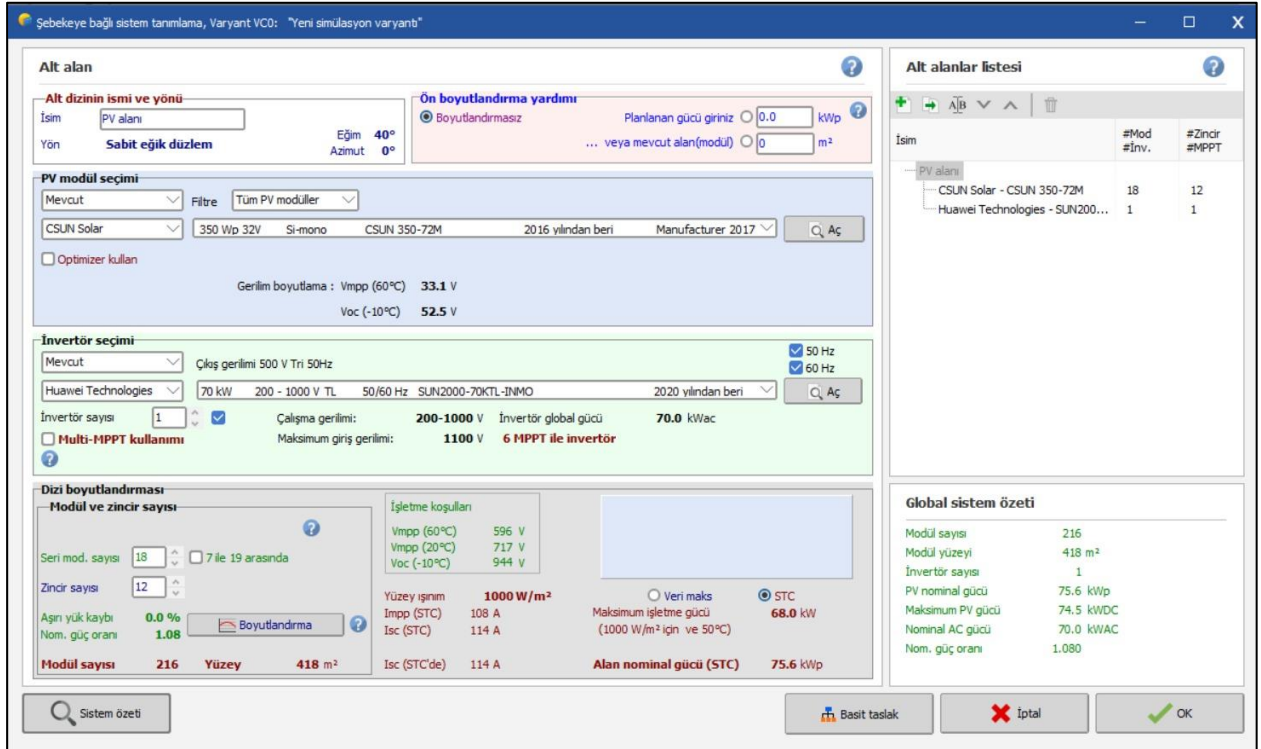 Şebekeye bağlı sistem tanımlama, Varyant VC0: "Yeni simülasyon varyantı"
Alt alan
Alt dizinin ismi ve yönü
İsim PV alanı
Yön Sabit eğik düzlem Eğim 40°
Azimut 0°
Ön boyutlandırma yardımı
Boyutlandırmasız Planlanan gücü giriniz 0.0 kWp
... veya mevcut alan(modül) 0 m²
PV modül seçimi
Mevcut Filtre Tüm PV modüller
CSUN Solar 350 Wp 32V Si-mono CSUN 350-72M 2016 yılından beri Manufacturer 2017 Aç
Optimizer kullan
Gerilim boyutlama : Vmpp (60°C) 33.1 V
Voc (-10°C) 52.5 V
İnvertör seçimi
Mevcut Çıkış gerilimi 500 V Tri 50Hz 50 Hz
60 Hz
Huawei Technologies 70 kW 200 - 1000 V TL 50/60 Hz SUN2000-70KTL-INMO 2020 yılından beri Aç
İnvertör sayısı 1 Çalışma gerilimi: 200-1000 V İnvertör global gücü 70.0 kWac
Multi-MPPT kullanımı Maksimum giriş gerilimi: 1100 V 6 MPPT ile invertör
Dizi boyutlandırması
Modül ve zincir sayısı
Seri mod. sayısı 18 7 ile 19 arasında
Zincir sayısı 12
Aşırı yük kaybı 0.0 %
Nom. güç oranı 1.08
Boyutlandırma
Modül sayısı 216 Yüzey 418 m²
İşletme koşulları
Vmpp (60°C) 596 V
Vmpp (20°C) 717 V
Voc (-10°C) 944 V
Yüzey ışınım 1000 W/m²
Impp (STC) 108 A
Isc (STC) 114 A
Isc (STC'de) 114 A
Veri maks STC
Maksimum işletme gücü 68.0 kW
(1000 W/m² için ve 50°C)
Alan nominal gücü (STC) 75.6 kWp
Alt alanlar listesi
İsim #Mod #Zincir
#İnv. #MPPT
PV alanı
CSUN Solar - CSUN 350-72M 18 12
Huawei Technologies - SUN200... 1 1
Global sistem özeti
Modül sayısı 216
Modül yüzeyi 418 m²
İnvertör sayısı 1
PV nominal gücü 75.6 kWp
Maksimum PV gücü 74.5 kWDC
Nominal AC gücü 70.0 kWAC
Nom. güç oranı 1.080
Sistem özeti Basit taslak İptal OK